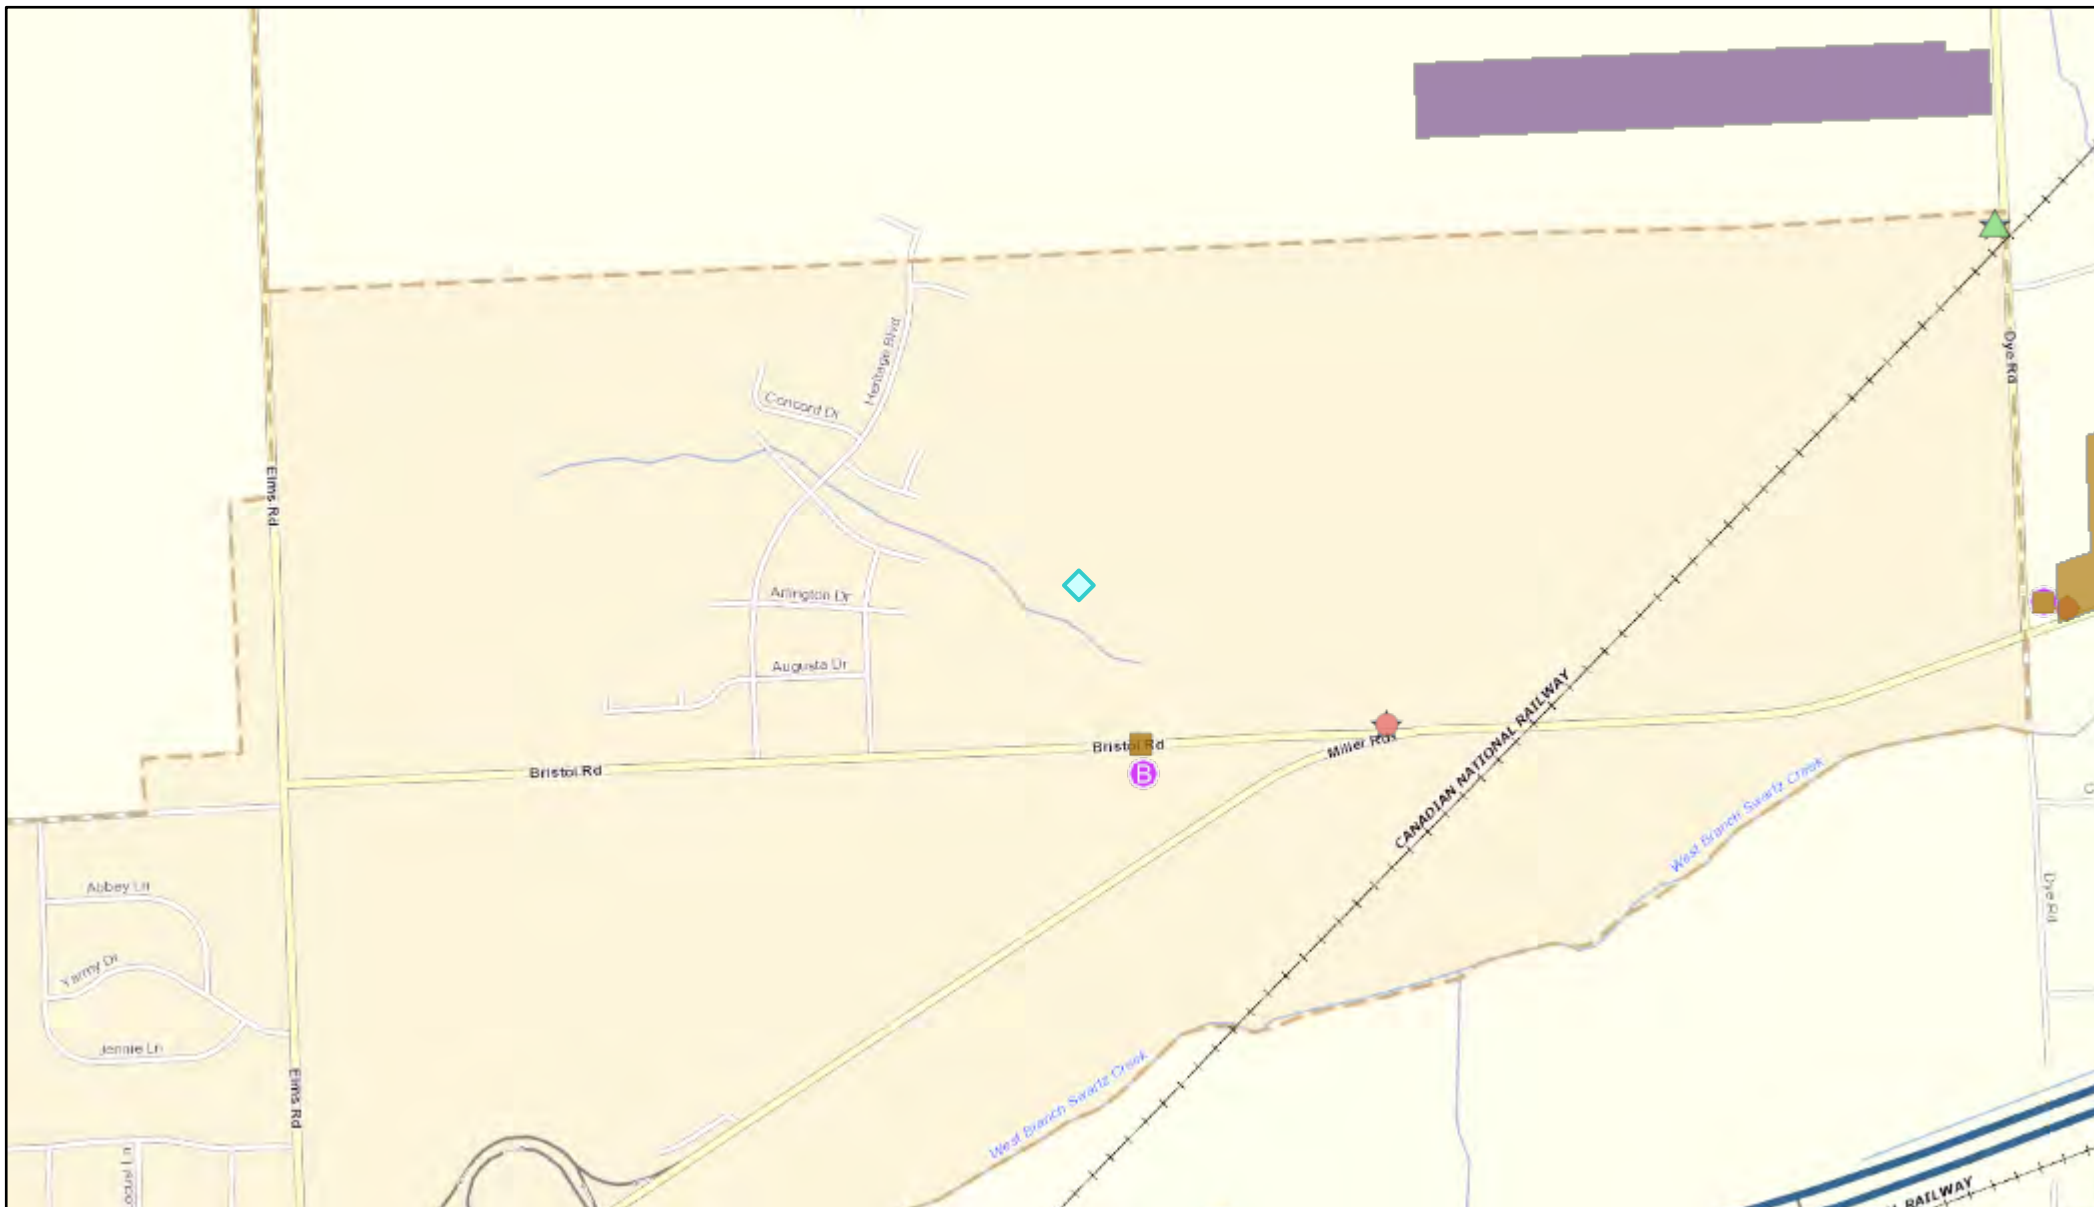 Heritage Blvd
Dye Rd
Concord Dr
Elms Rd
Arlington Dr
Augusta Dr
Bristol Rd
Miller Rd
Bristol Rd
B
CANADIAN NATIONAL RAILWAY
West Branch Swartz Creek
Abbey Ln
Dye Rd
Yarmy Dr
Jennie Ln
Elms Rd
West Branch Swartz Creek
RAILWAY